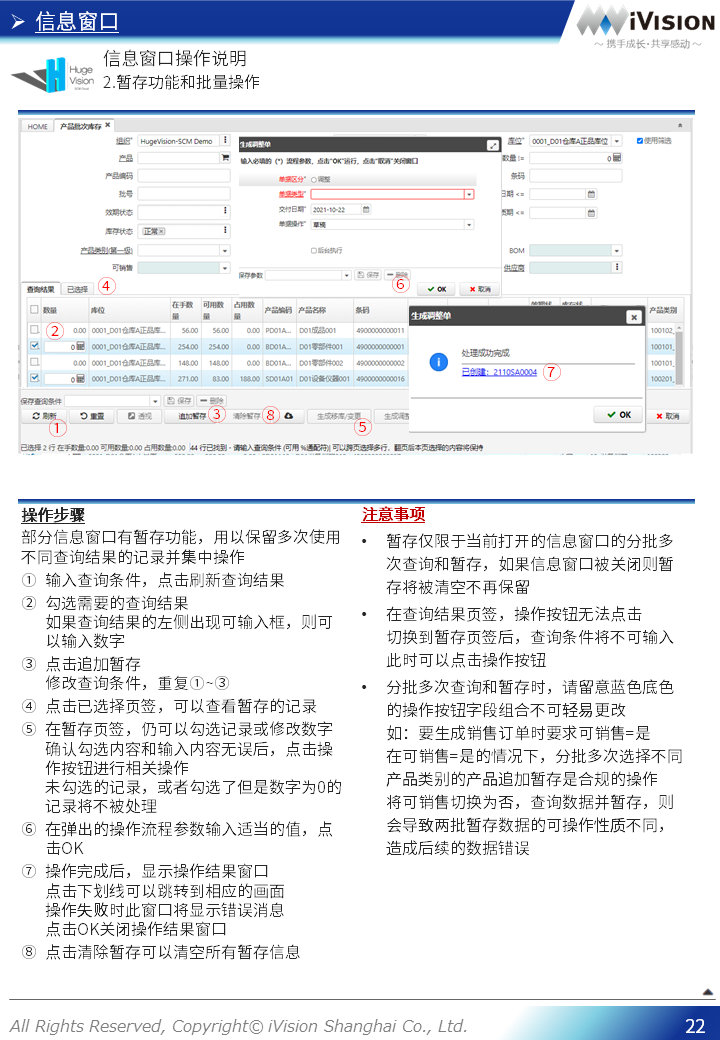 ➢ 信息窗口
iVISION
～ 携手成长·共享感动 ～
Huge
Vision
信息窗口操作说明
2.暂存功能和批量操作
HOME 产品批次库存 ×
组织* HugeVision-SCM Demo
产品
产品编码
批号
效期状态
库存状态 正常 ×
产品类别(第一级)
可销售
生成调整单
输入必填的（*）流程参数，点击"OK"运行，点击"取消"关闭窗口
单据区分* 调整
单据类型*
交付日期* 2021-10-22
单据操作* 草稿
后台执行
保存参数 保存 删除
⑥
OK 取消
库位* 0001_D01仓库A正品库位 使用筛选
数量 != 0
条码
日期 <=
效期 <=
BOM
供应商
查询结果 已选择 ④
数量 库位 在手数量 可用数量 占用数量 产品编码 产品名称 条码 产品类别
② 0.00 0001_D01仓库A正品库... 56.00 56.00 0.00 PD01A... D01成品001 4900000000011 100102_
0 0001_D01仓库A正品库... 254.00 254.00 0.00 BD01A... D01零部件001 4900000000001 100101_
0.00 0001_D01仓库A正品库... 148.00 148.00 0.00 BD01A... D01零部件002 4900000000002 100101_
0 0001_D01仓库A正品库... 271.00 83.00 188.00 SD01A01 D01设备仪器001 4900000000016 100201_
生成调整单
处理成功完成
已创建：2110SA0004 ⑦
OK
保存查询条件 保存 删除
刷新 重置 透视 追加暂存 ③ 清除暂存 ⑧ 生成移库/变更 生成调整 取消
① ⑤
已选择 2 行 在手数量:0.00 可用数量:0.00 占用数量:0.00 44 行已找到 - 请输入查询条件 (可用 %通配符) | 可以跨页选择多行，翻页后本页选择的内容将保持
操作步骤
部分信息窗口有暂存功能，用以保留多次使用
不同查询结果的记录并集中操作
① 输入查询条件，点击刷新查询结果
② 勾选需要的查询结果
如果查询结果的左侧出现可输入框，则可
以输入数字
③ 点击追加暂存
修改查询条件，重复①~③
④ 点击已选择页签，可以查看暂存的记录
⑤ 在暂存页签，仍可以勾选记录或修改数字
确认勾选内容和输入内容无误后，点击操
作按钮进行相关操作
未勾选的记录，或者勾选了但是数字为0的
记录将不被处理
⑥ 在弹出的操作流程参数输入适当的值，点
击OK
⑦ 操作完成后，显示操作结果窗口
点击下划线可以跳转到相应的画面
操作失败时此窗口将显示错误消息
点击OK关闭操作结果窗口
⑧ 点击清除暂存可以清空所有暂存信息
注意事项
• 暂存仅限于当前打开的信息窗口的分批多
次查询和暂存，如果信息窗口被关闭则暂
存将被清空不再保留
• 在查询结果页签，操作按钮无法点击
切换到暂存页签后，查询条件将不可输入
此时可以点击操作按钮
• 分批多次查询和暂存时，请留意蓝色底色
的操作按钮字段组合不可轻易更改
如：要生成销售订单时要求可销售=是
在可销售=是的情况下，分批多次选择不同
产品类别的产品追加暂存是合规的操作
将可销售切换为否，查询数据并暂存，则
会导致两批暂存数据的可操作性质不同，
造成后续的数据错误
All Rights Reserved, Copyright© iVision Shanghai Co., Ltd.
22